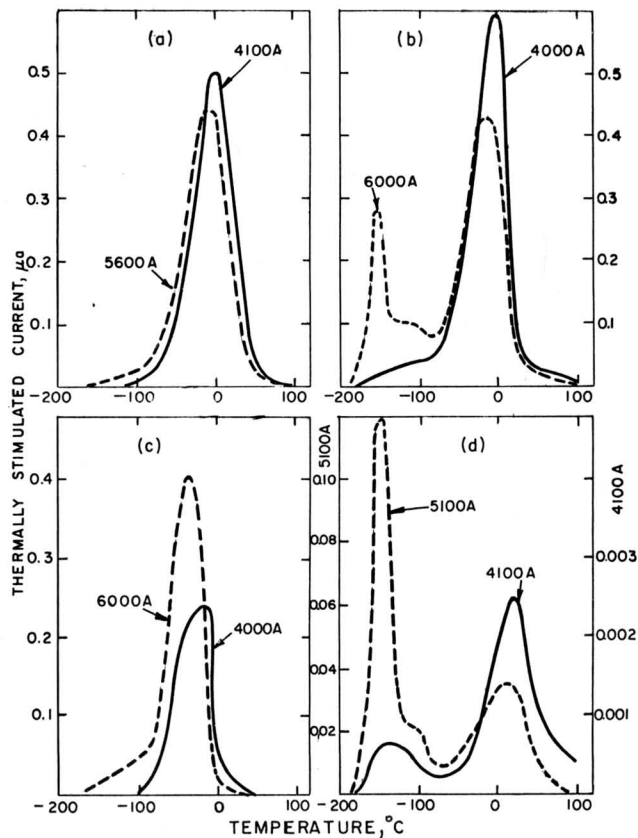 THERMALLY STIMULATED CURRENT, μa
(a)
4100A
5600A
0.5
0.4
0.3
0.2
0.1
-200
-100
0
100
(b)
4000A
6000A
0.5
0.4
0.3
0.2
0.1
-100
0
100
(c)
6000A
4000A
0.4
0.3
0.2
0.1
-200
-100
0
100
(d)
5100A
5100A
4100A
4100A
0.10
0.08
0.06
0.04
0.02
0.003
0.002
0.001
-200
-100
0
100
TEMPERATURE, °C